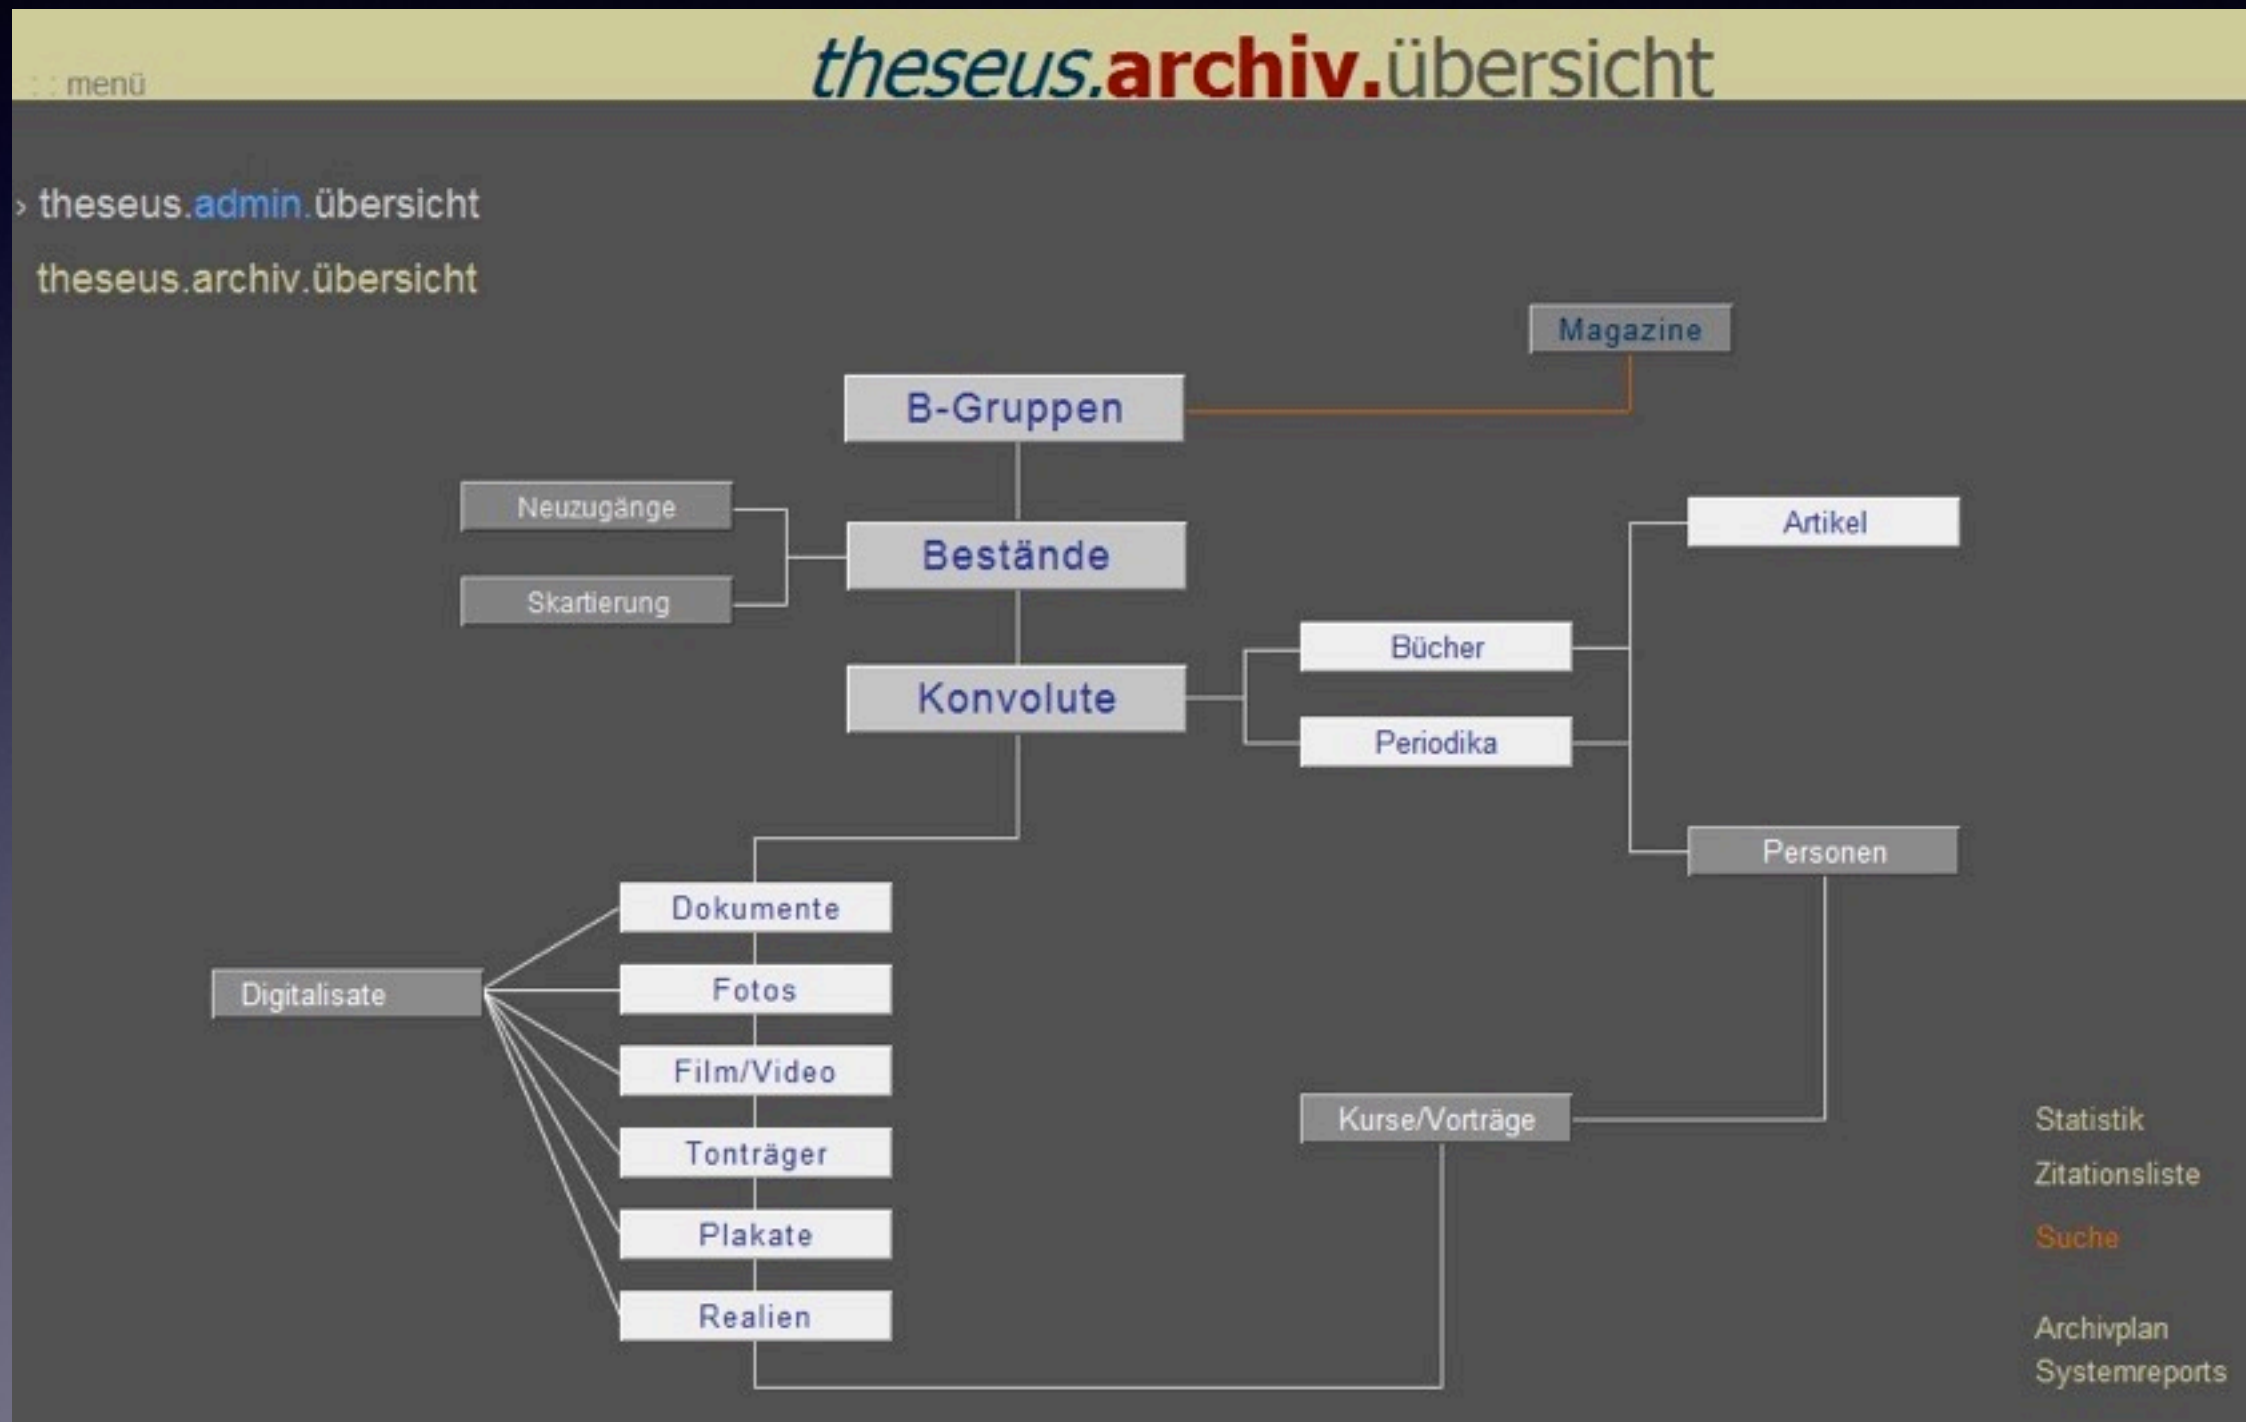 theseus.archiv.übersicht
: : menü
› theseus.admin.übersicht
theseus.archiv.übersicht
Magazine
B-Gruppen
Neuzugänge
Artikel
Bestände
Skartierung
Bücher
Konvolute
Periodika
Personen
Dokumente
Digitalisate
Fotos
Film/Video
Kurse/Vorträge
Tonträger
Plakate
Realien
Statistik
Zitationsliste
Suche
Archivplan
Systemreports